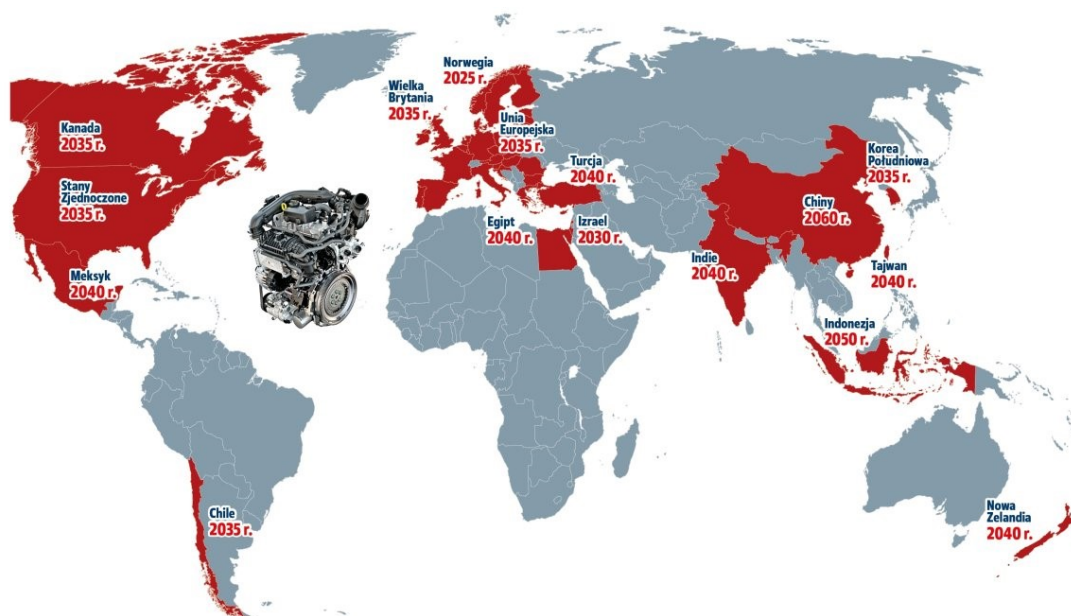 Norwegia
2025 r.
Wielka
Brytania
2035 r.
Kanada
2035 r.
Unia
Europejska
2035 r.
Stany
Zjednoczone
2035 r.
Turcja
2040 r.
Korea
Południowa
2035 r.
Chiny
2060 r.
Egipt
2040 r.
Izrael
2030 r.
Indie
2040 r.
Tajwan
2040 r.
Meksyk
2040 r.
Indonezja
2050 r.
Chile
2035 r.
Nowa
Zelandia
2040 r.